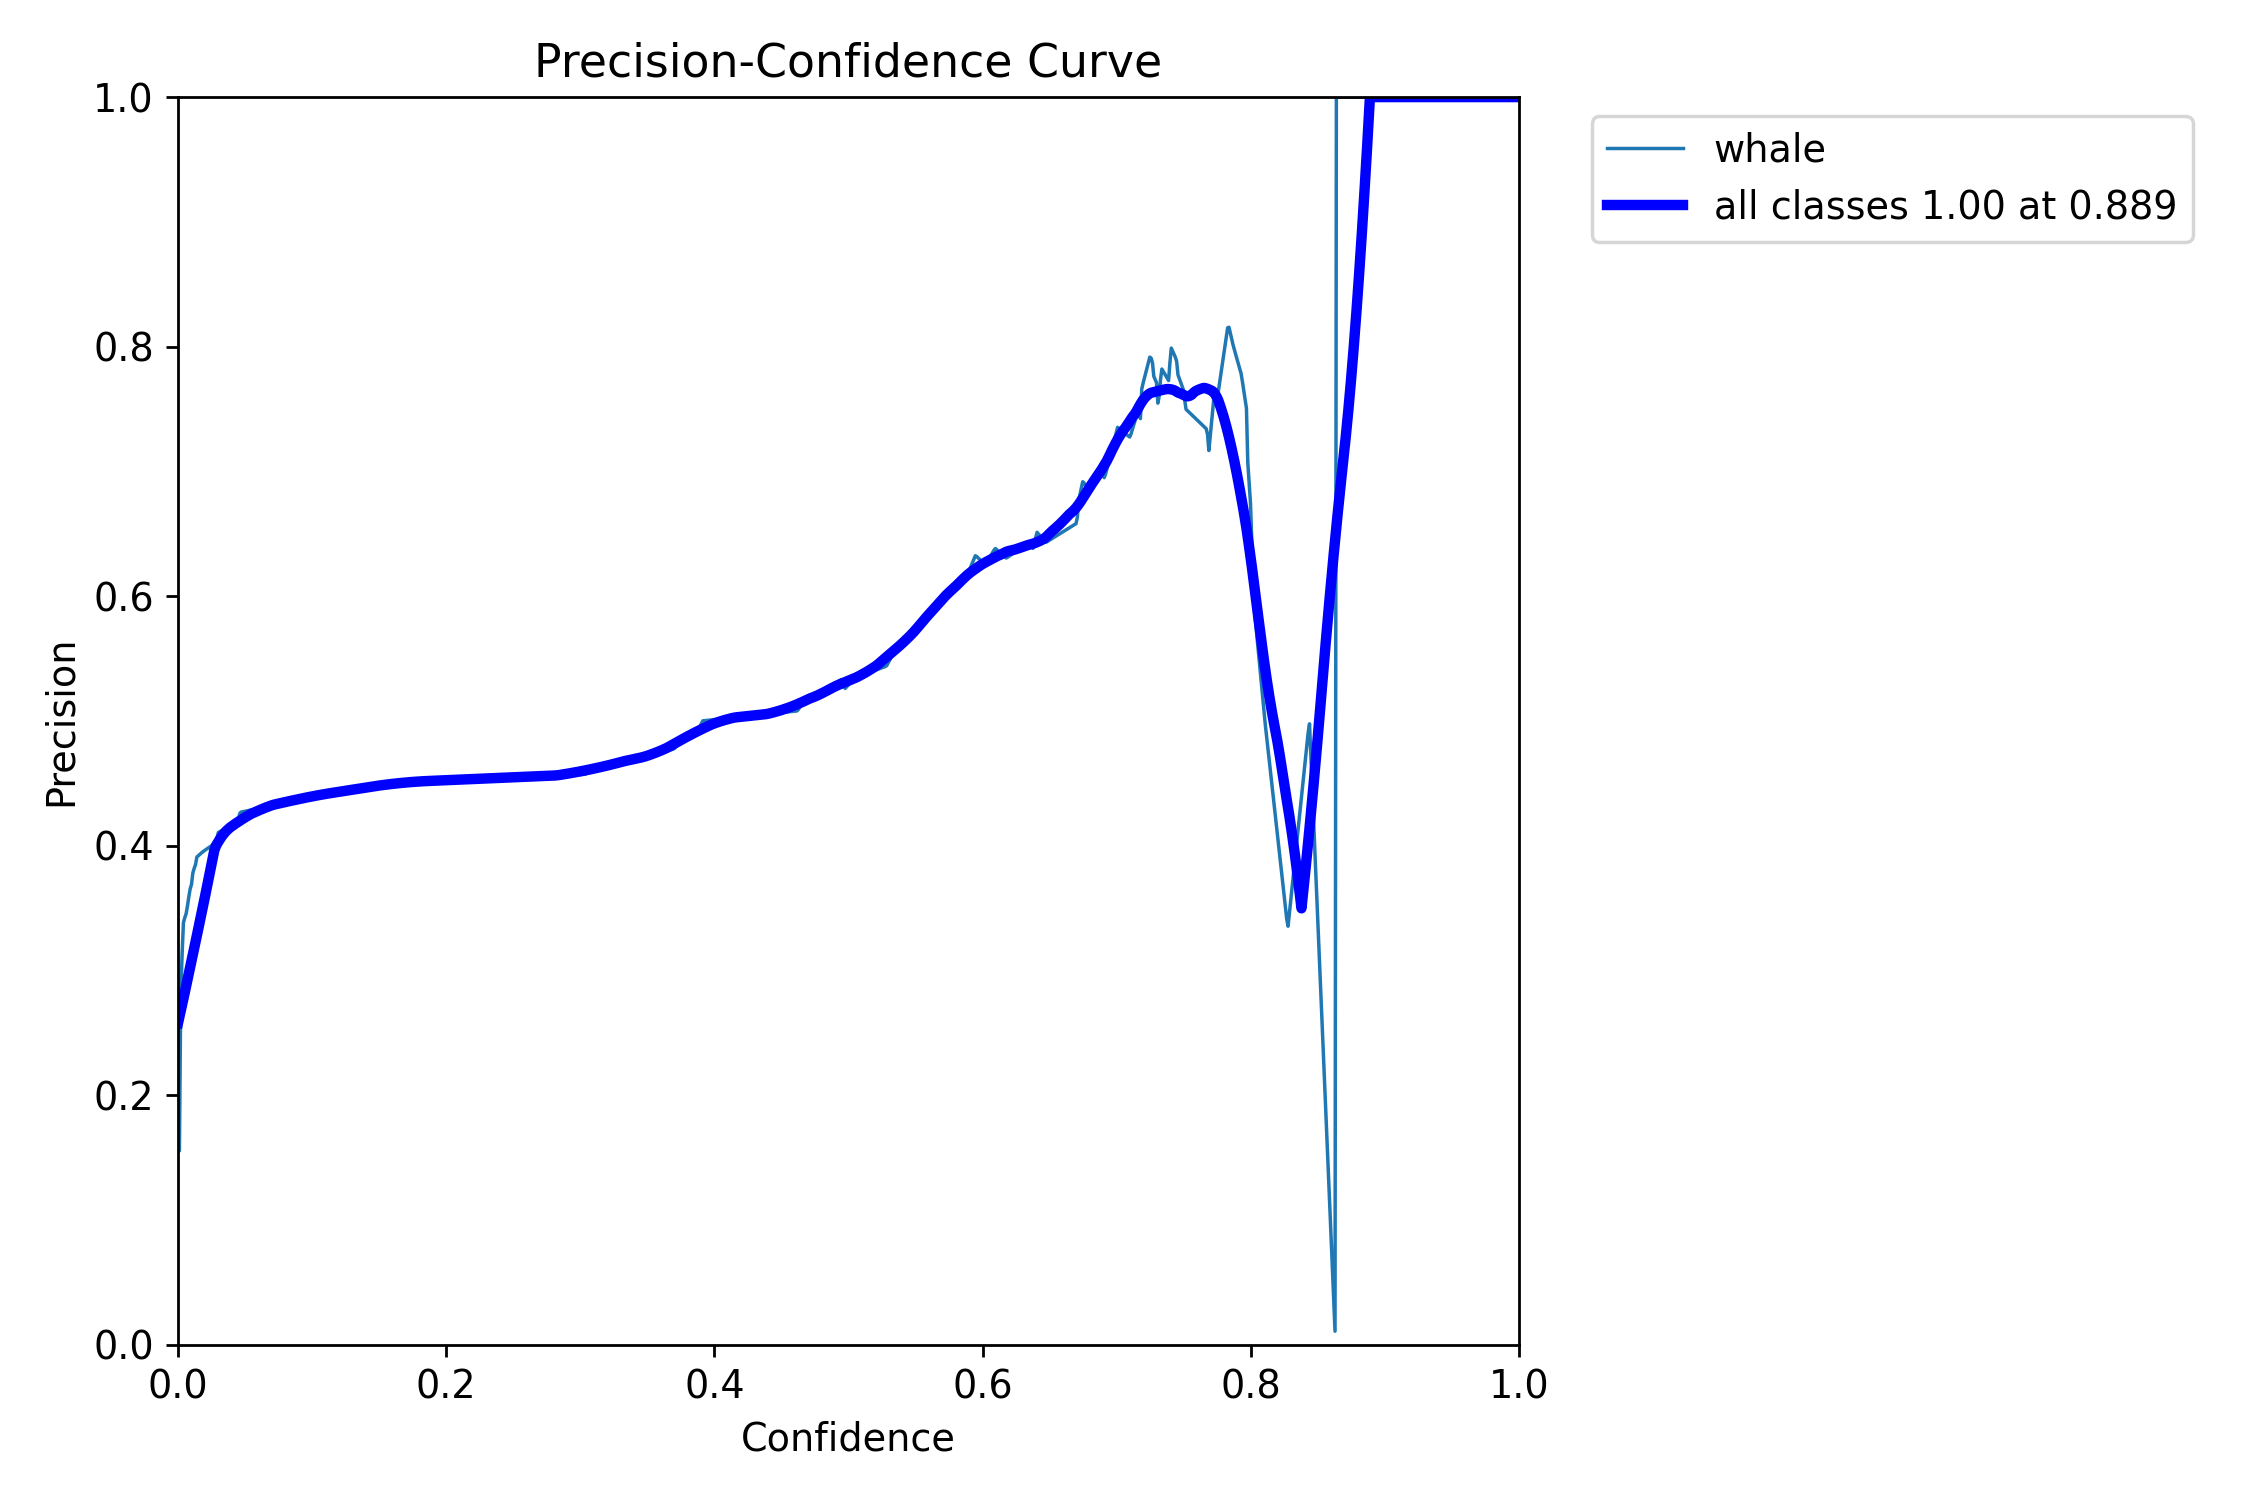 Precision-Confidence Curve
1.0
0.8
0.6
0.4
0.2
0.0
Precision
0.0 0.2 0.4 0.6 0.8 1.0
Confidence
whale
all classes 1.00 at 0.889